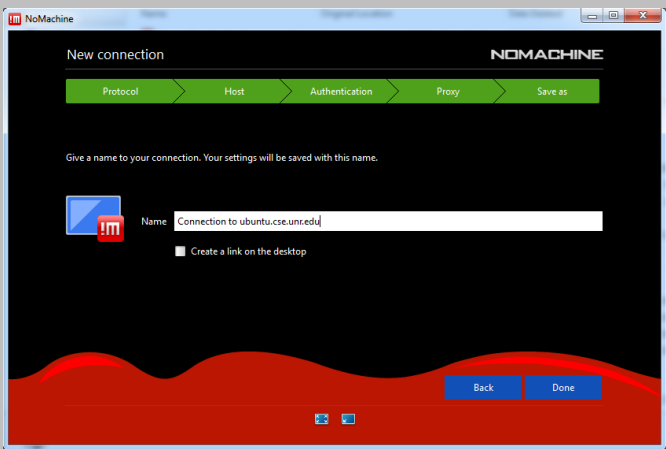 !M NoMachine
New connection
NOMACHINE
Protocol Host Authentication Proxy Save as
Give a name to your connection. Your settings will be saved with this name.
!M
Name Connection to ubuntu.cse.unr.edu
Create a link on the desktop
Back Done